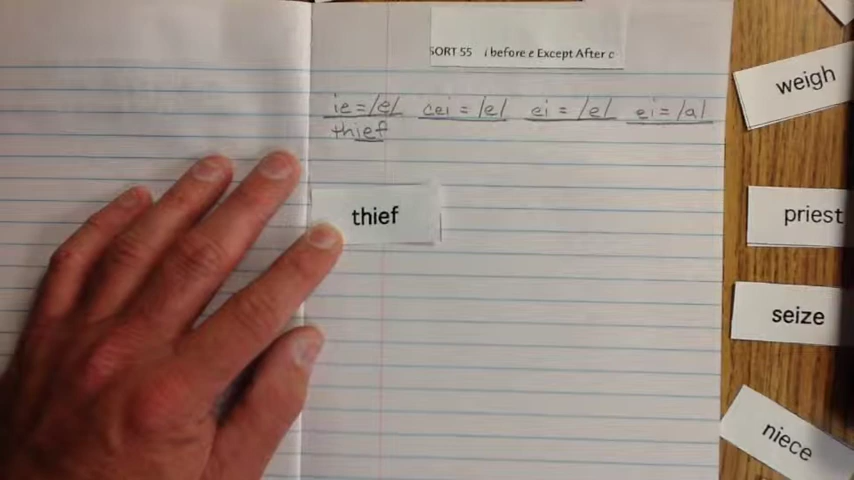 SORT 55 i before e Except After c
ie = /e/ cei = /e/ ei = /e/ ei = /a/
thief
thief
weigh
priest
seize
niece